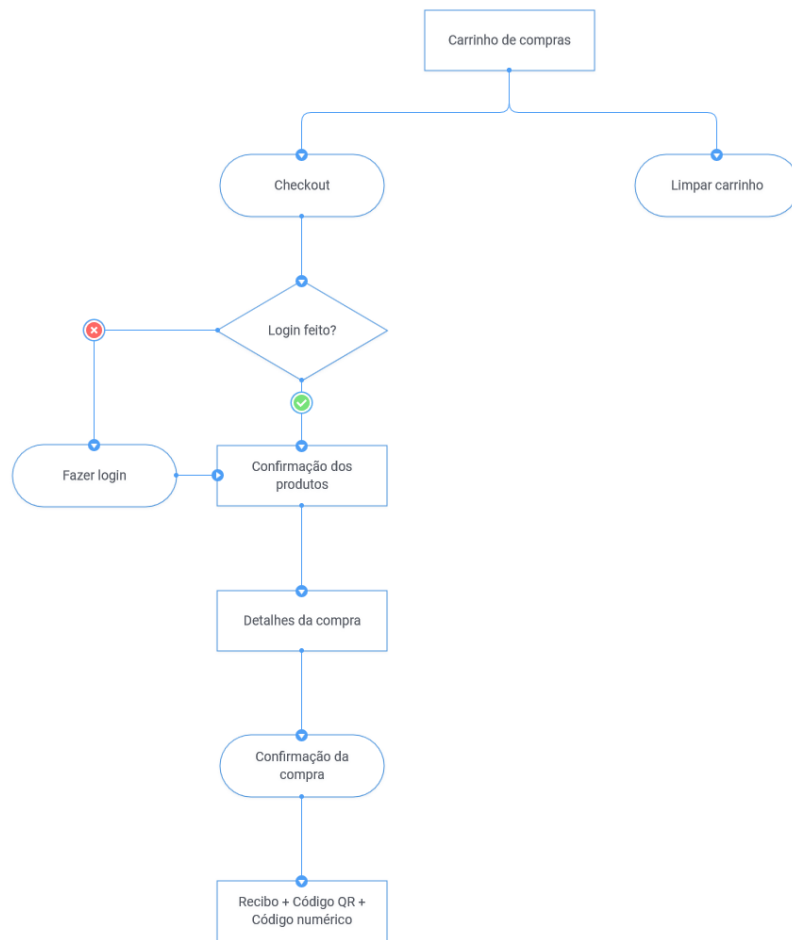 Carrinho de compras
Checkout
Limpar carrinho
Login feito?
Fazer login
Confirmação dos
produtos
Detalhes da compra
Confirmação da
compra
Recibo + Código QR +
Código numérico